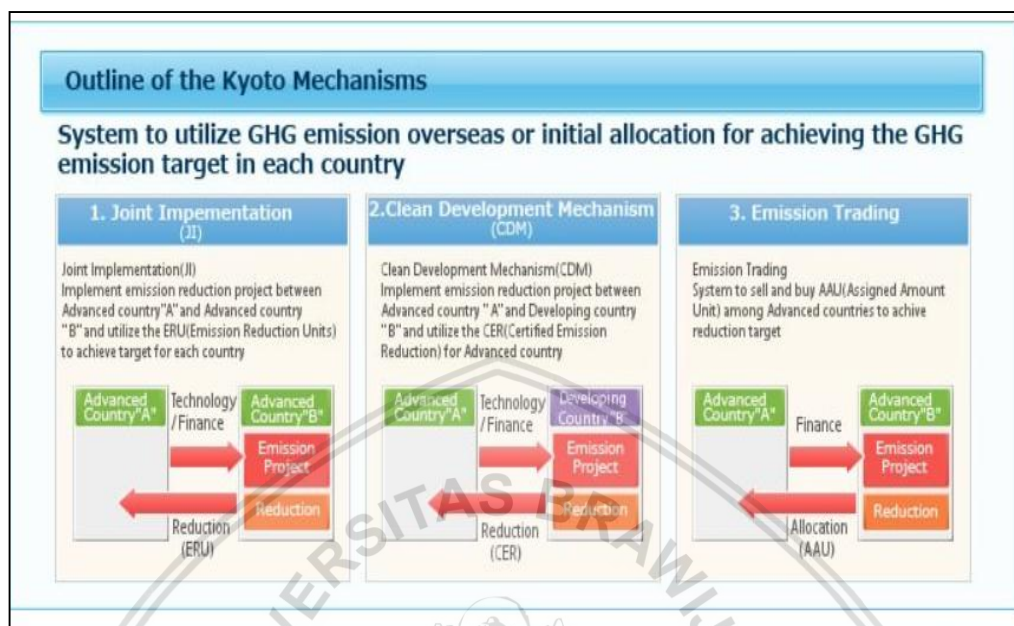 Outline of the Kyoto Mechanisms
System to utilize GHG emission overseas or initial allocation for achieving the GHG
emission target in each country
1. Joint Impementation
(JI)
Joint Implementation(JI)
Implement emission reduction project between
Advanced country"A"and Advanced country
"B"and utilize the ERU(Emission Reduction Units)
to achieve target for each country
Advanced
Country"A"
Technology
/Finance
Advanced
Country"B"
Emission
Project
Reduction
Reduction
(ERU)
2.Clean Development Mechanism
(CDM)
Clean Development Mechanism(CDM)
Implement emission reduction project between
Advanced country "A"and Developing country
"B"and utilize the CER(Certified Emission
Reduction) for Advanced country
Advanced
Country"A"
Technology
/Finance
Developing
Country"B"
Emission
Project
Reduction
Reduction
(CER)
3. Emission Trading
Emission Trading
System to sell and buy AAU(Assigned Amount
Unit) among Advanced countries to achive
reduction target
Advanced
Country"A"
Finance
Advanced
Country"B"
Emission
Project
Reduction
Allocation
(AAU)
VERSITAS BRAWIJ